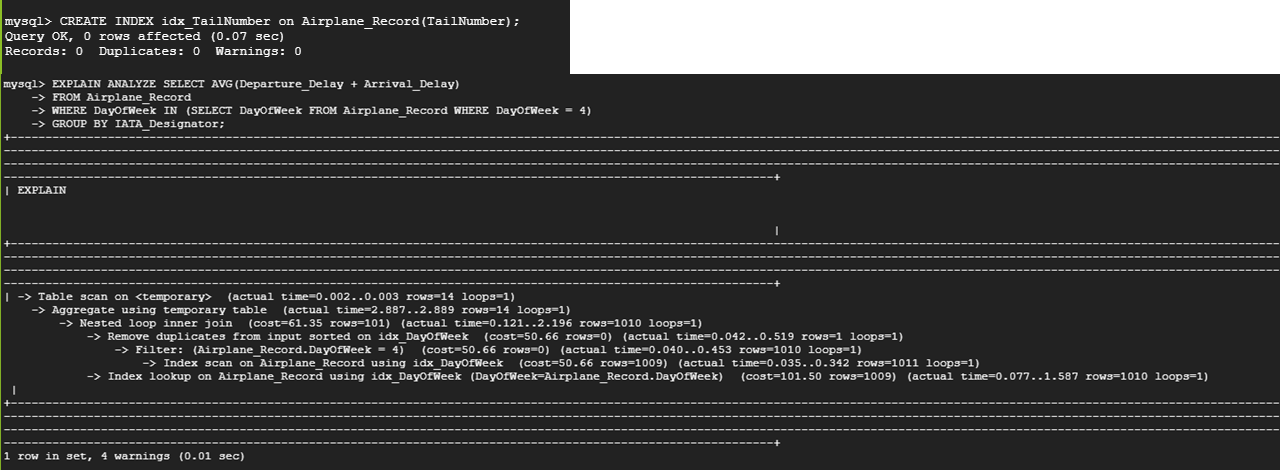 mysql> CREATE INDEX idx_TailNumber on Airplane_Record(TailNumber);
Query OK, 0 rows affected (0.07 sec)
Records: 0  Duplicates: 0  Warnings: 0
mysql> EXPLAIN ANALYZE SELECT AVG(Departure_Delay + Arrival_Delay)
    -> FROM Airplane_Record
    -> WHERE DayOfWeek IN (SELECT DayOfWeek FROM Airplane_Record WHERE DayOfWeek = 4)
    -> GROUP BY IATA_Designator;
| EXPLAIN
|
| -> Table scan on <temporary>  (actual time=0.002..0.003 rows=14 loops=1)
    -> Aggregate using temporary table  (actual time=2.887..2.889 rows=14 loops=1)
        -> Nested loop inner join  (cost=61.35 rows=101) (actual time=0.121..2.196 rows=1010 loops=1)
            -> Remove duplicates from input sorted on idx_DayOfWeek  (cost=50.66 rows=0) (actual time=0.042..0.519 rows=1 loops=1)
                -> Filter: (Airplane_Record.DayOfWeek = 4)  (cost=50.66 rows=0) (actual time=0.040..0.453 rows=1010 loops=1)
                    -> Index scan on Airplane_Record using idx_DayOfWeek  (cost=50.66 rows=1009) (actual time=0.035..0.342 rows=1011 loops=1)
            -> Index lookup on Airplane_Record using idx_DayOfWeek (DayOfWeek=Airplane_Record.DayOfWeek)  (cost=101.50 rows=1009) (actual time=0.077..1.587 rows=1010 loops=1)
|
1 row in set, 4 warnings (0.01 sec)